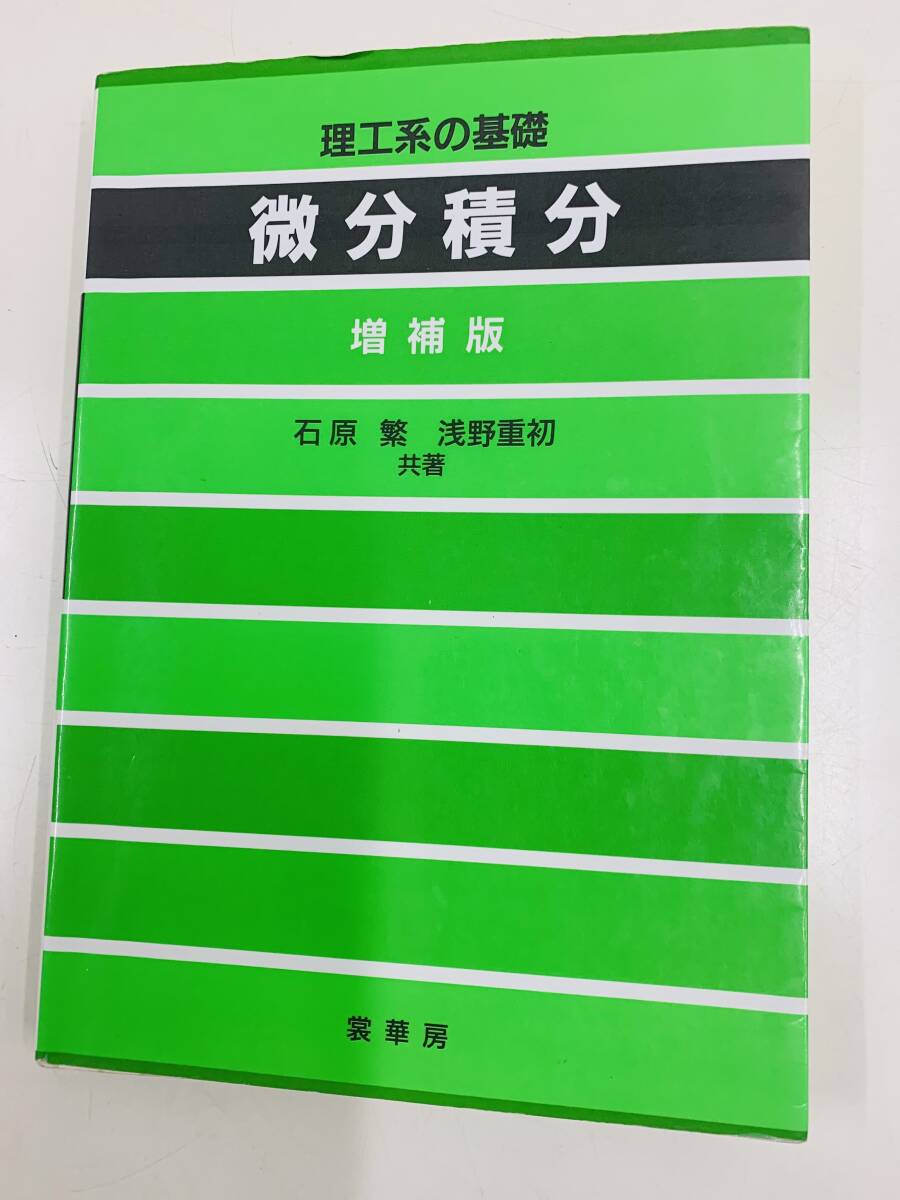 理工系の基礎
微分積分
増補版
石原 繁 浅野重初
共著
裳華房